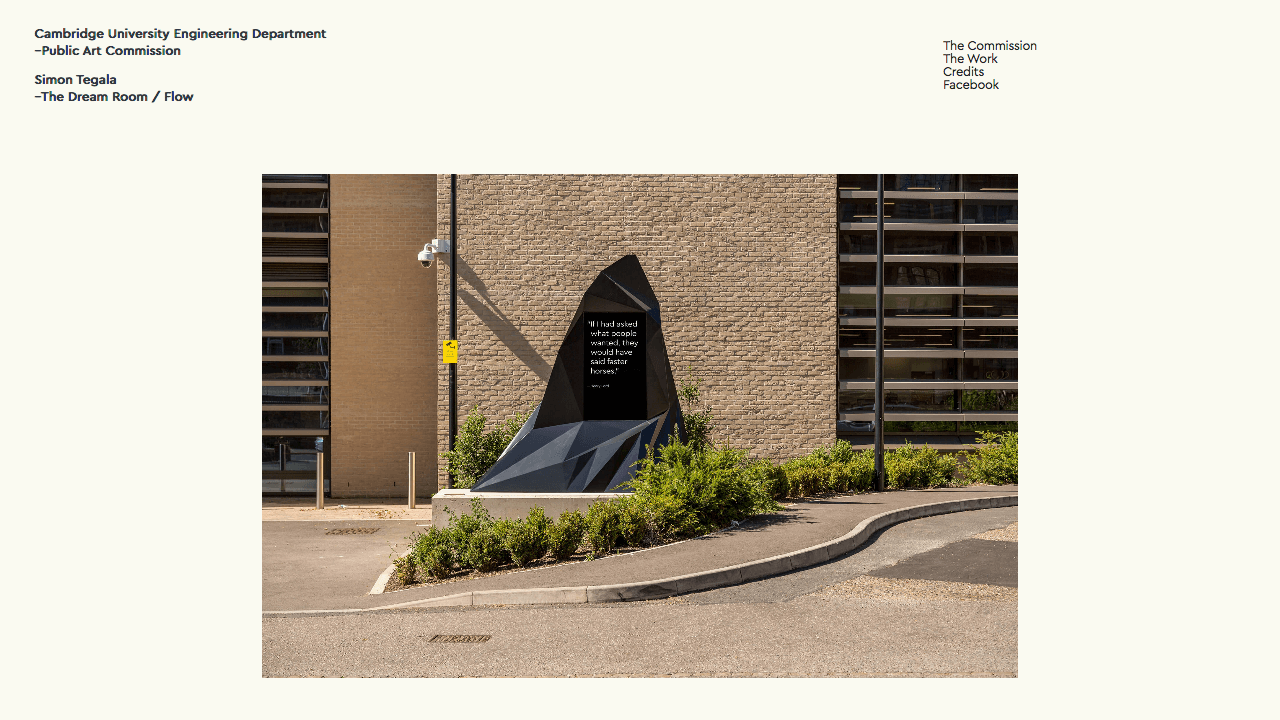 Cambridge University Engineering Department
–Public Art Commission
Simon Tegala
–The Dream Room / Flow
The Commission
The Work
Credits
Facebook
"If I had asked
what people
wanted, they
would have
said faster
horses."